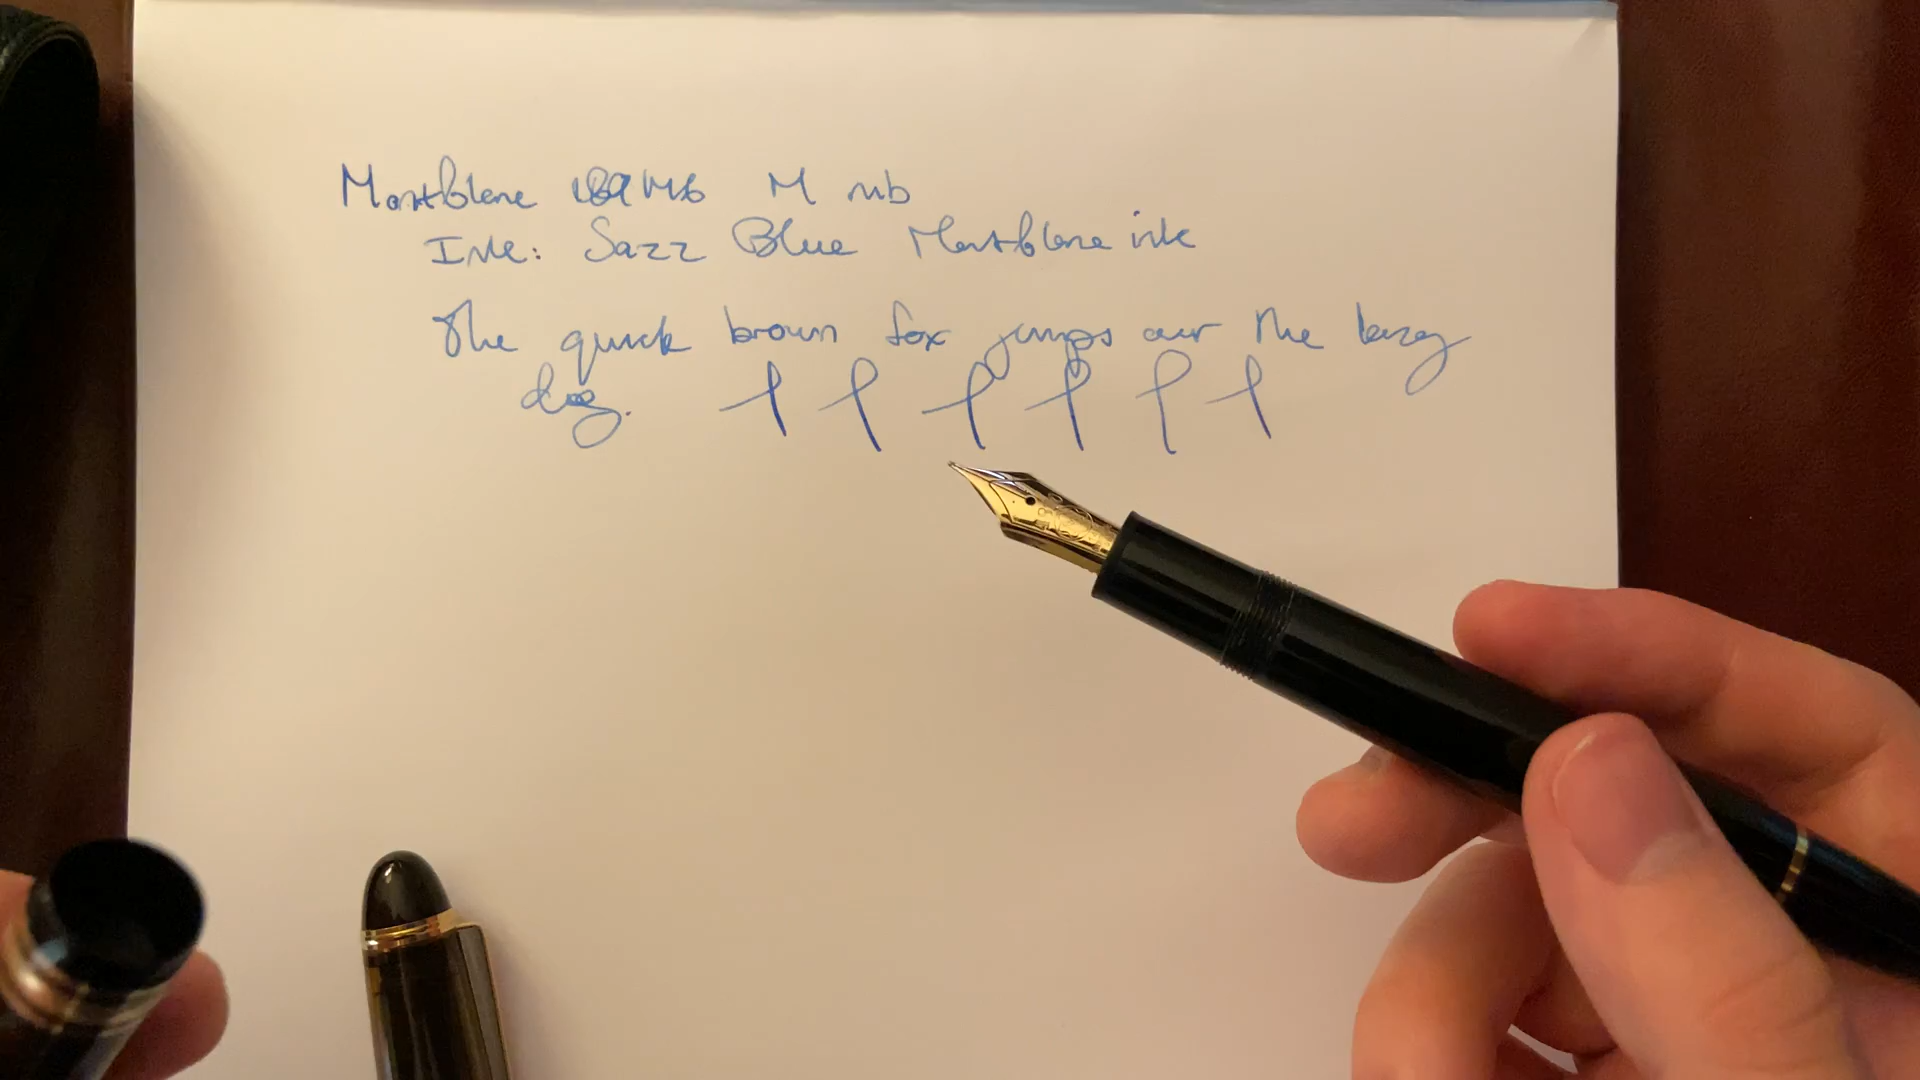 Montblanc M nib
Ink: Jazz Blue Montblanc ink
The quick brown fox jumps over the lazy
dog.